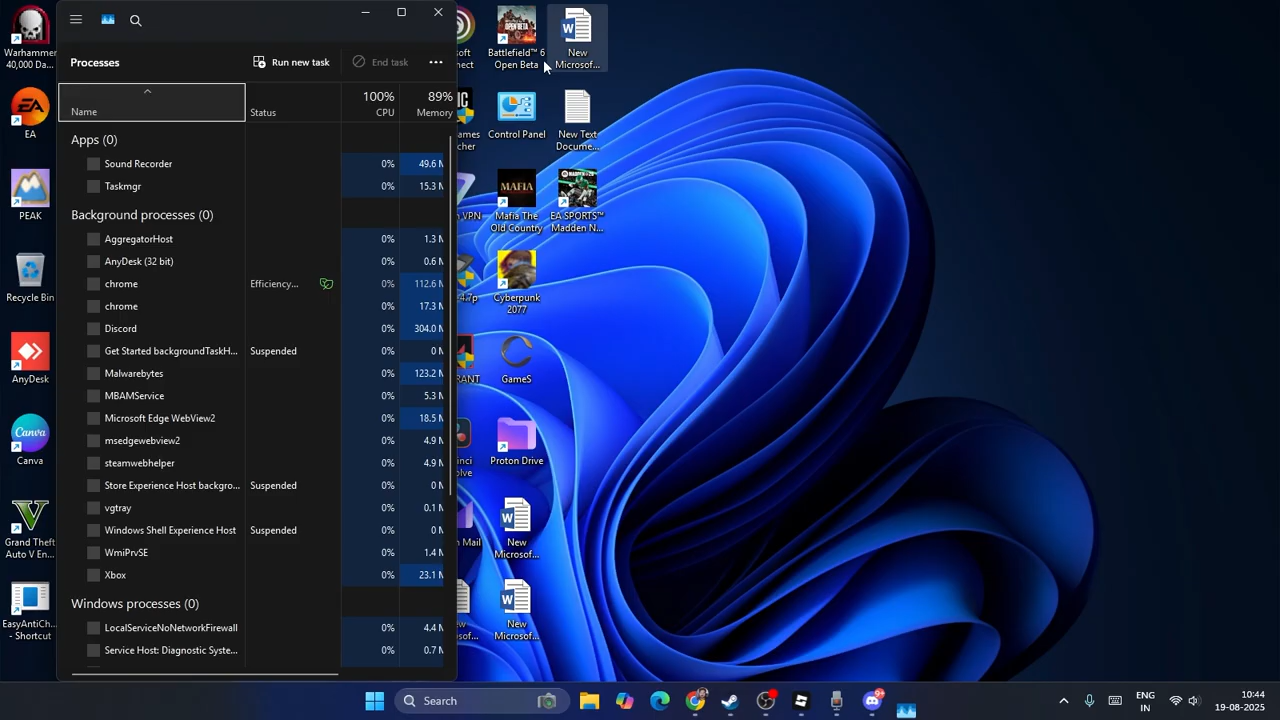 Processes
Run new task
End task
100%
89%
Name
Status
CPU
Memory
Apps (0)
Sound Recorder
0%
49.6 M
Taskmgr
0%
15.3 M
Background processes (0)
AggregatorHost
0%
1.3 M
AnyDesk (32 bit)
0%
0.6 M
chrome
Efficiency...
0%
112.6 M
chrome
0%
17.3 M
Discord
0%
304.0 M
Get Started backgroundTaskH...
Suspended
0%
0 M
Malwarebytes
0%
123.2 M
MBAMService
0%
5.3 M
Microsoft Edge WebView2
0%
18.5 M
msedgewebview2
0%
4.9 M
steamwebhelper
0%
4.9 M
Store Experience Host backgro...
Suspended
0%
0 M
vgtray
0%
0.1 M
Windows Shell Experience Host
Suspended
0%
0 M
WmiPrvSE
0%
1.4 M
Xbox
0%
23.1 M
Windows processes (0)
LocalServiceNoNetworkFirewall
0%
4.4 M
Service Host: Diagnostic Syste...
0%
0.7 M
Warhammer
40,000 Da...
EA
PEAK
Recycle Bin
AnyDesk
Canva
Grand Theft
Auto V En...
EasyAntiCh...
- Shortcut
OPEN BETA
Battlefield™ 6
Open Beta
Control Panel
MAFIA
Mafia The
Old Country
Cyberpunk
2077
GameS
Proton Drive
New
Microsof...
New
Microsof...
New
Microsof...
New Text
Docume...
EA SPORTS™
Madden N...
Search
ENG
IN
10:44
19-08-2025